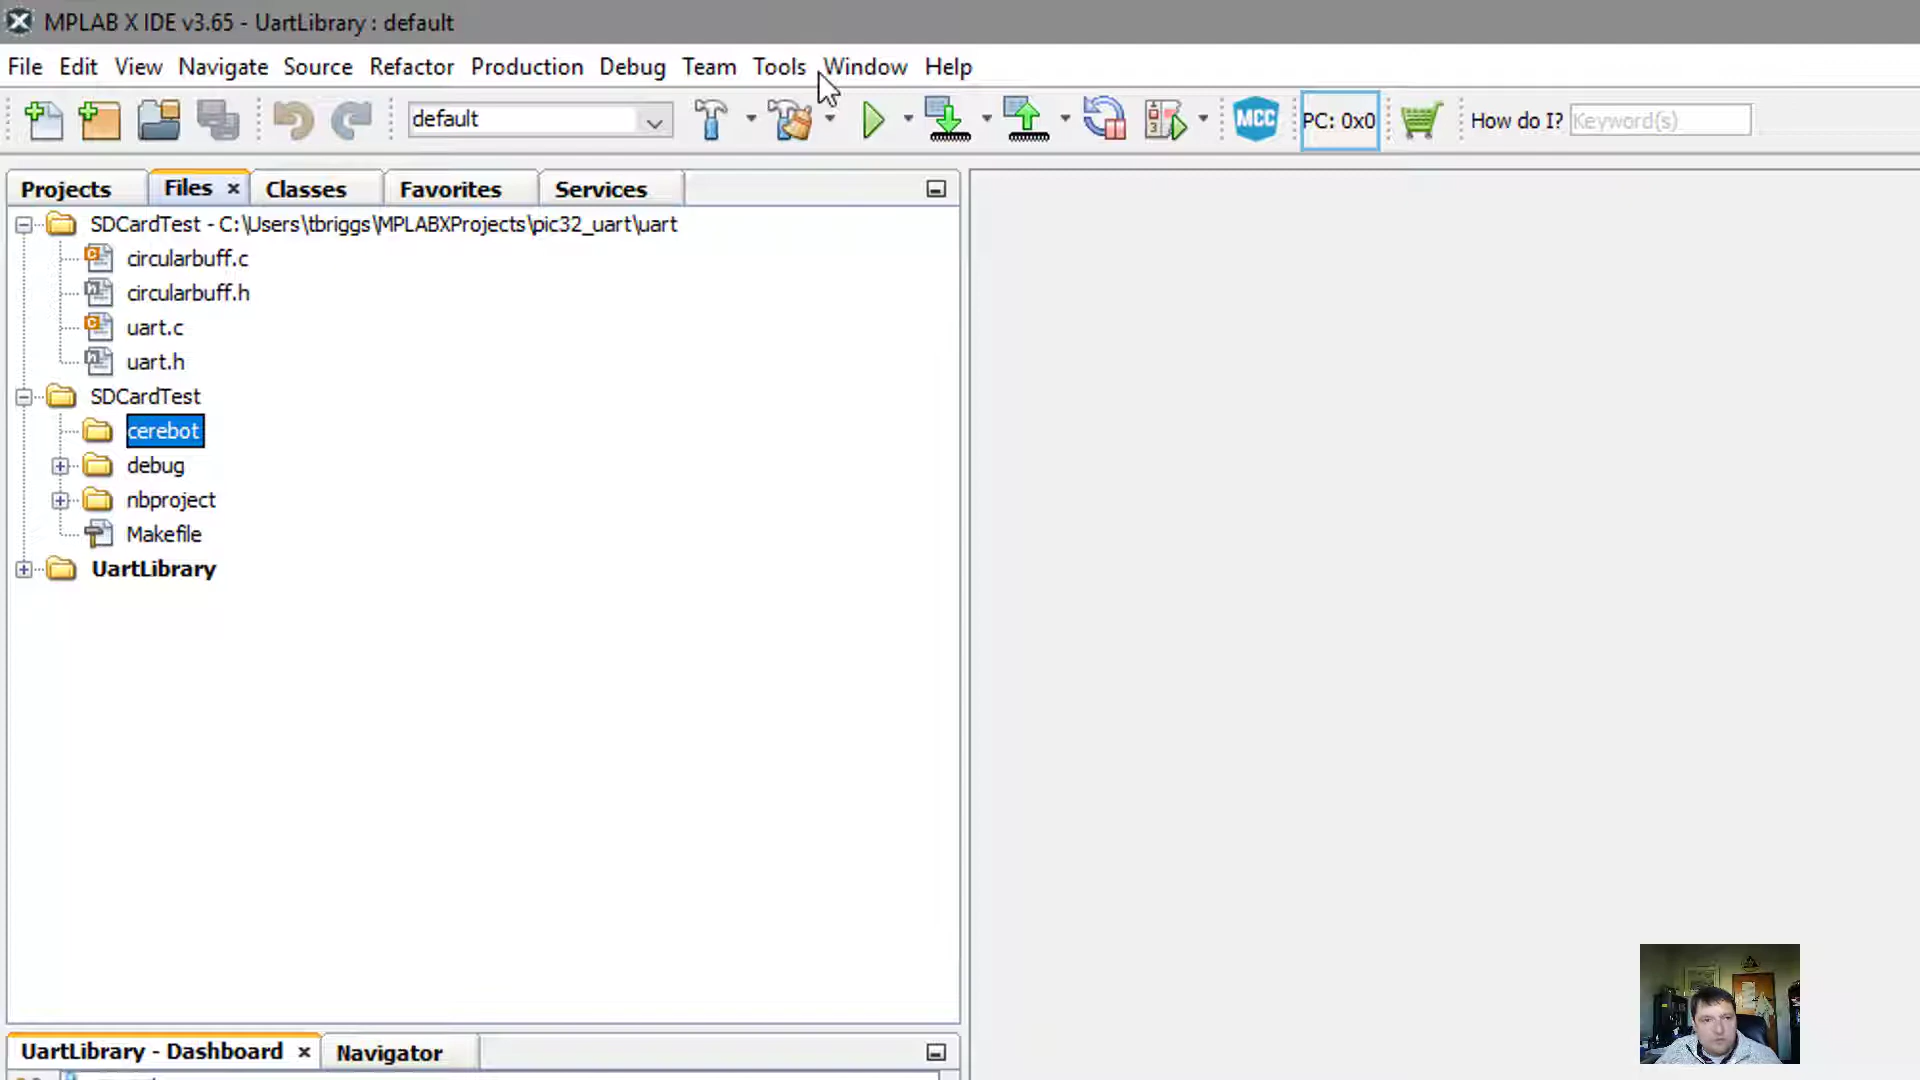 MPLAB X IDE v3.65 - UartLibrary : default
File Edit View Navigate Source Refactor Production Debug Team Tools Window Help
default MCC PC: 0x0 How do I? Keyword(s)
Projects Files Classes Favorites Services
SDCardTest - C:\Users\tbriggs\MPLABXProjects\pic32_uart\uart
circularbuff.c
circularbuff.h
uart.c
uart.h
SDCardTest
cerebot
debug
nbproject
Makefile
UartLibrary
UartLibrary - Dashboard Navigator